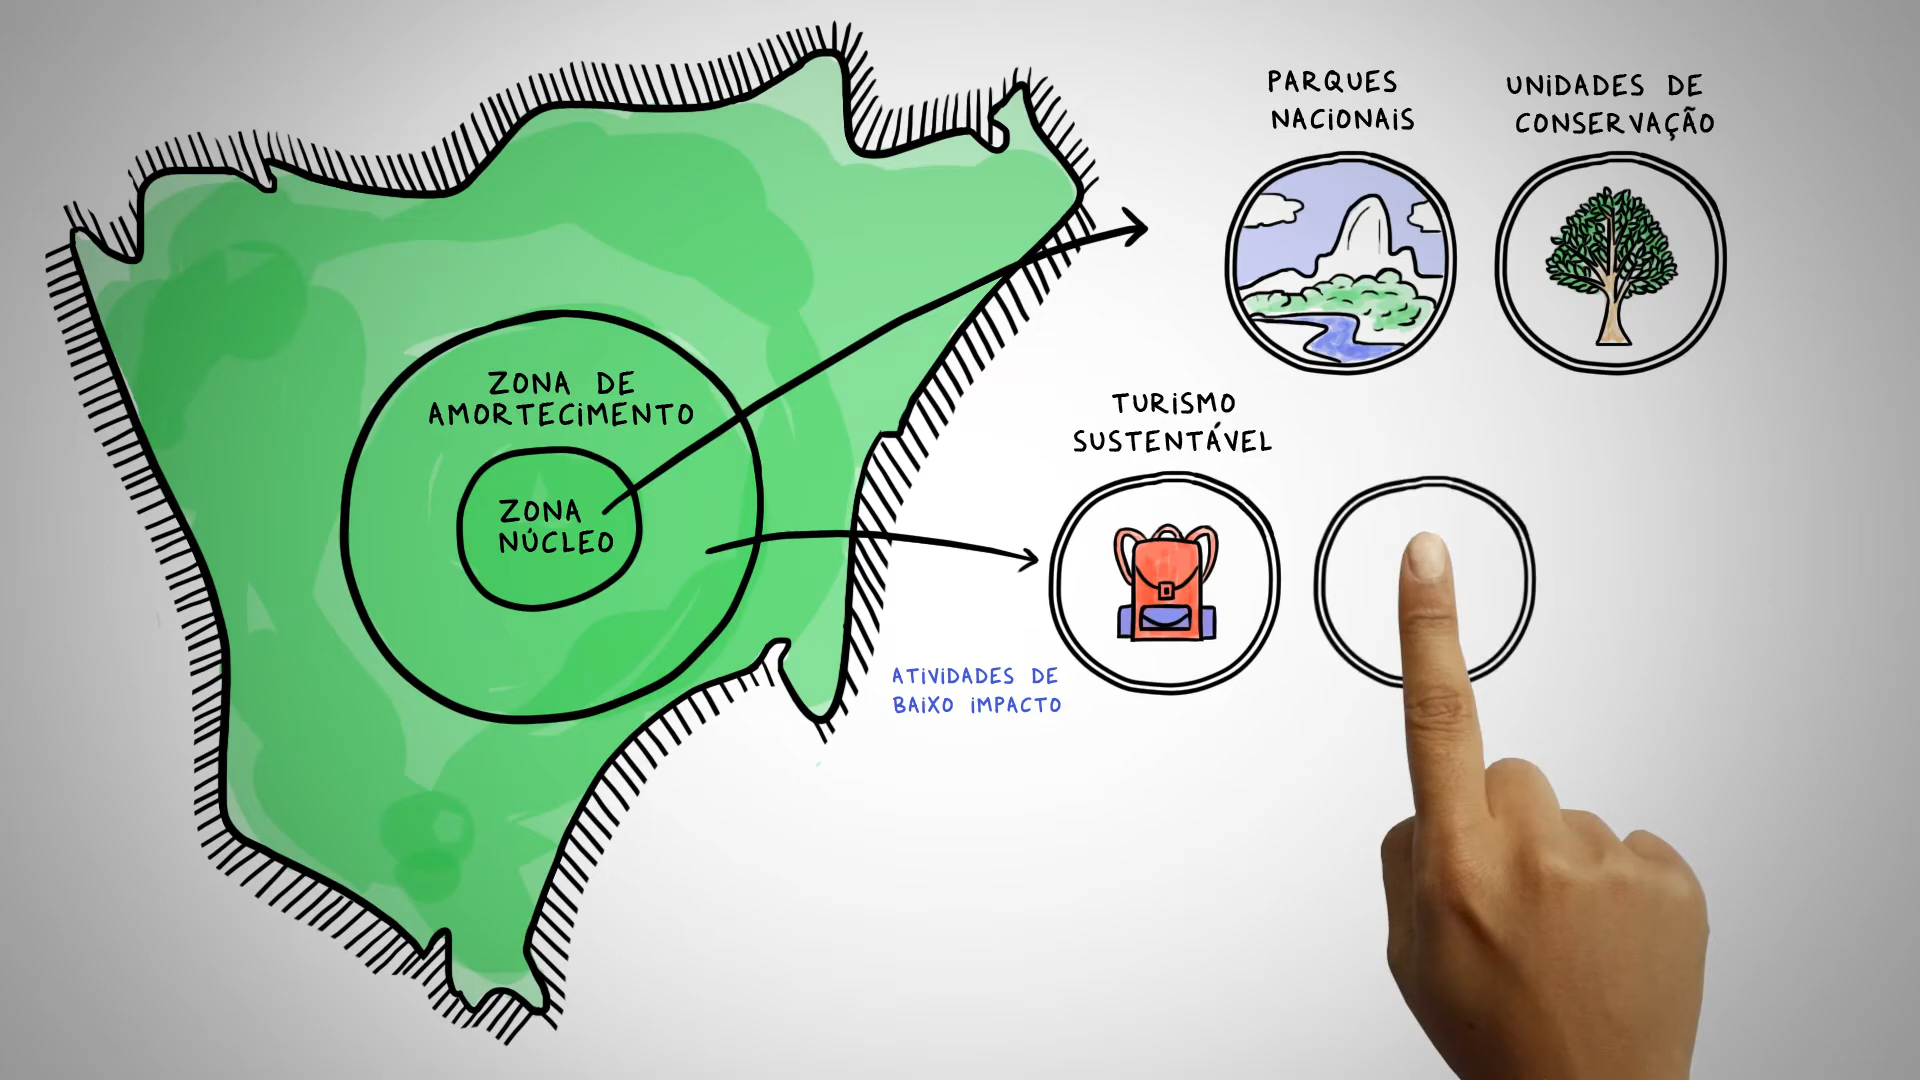 PARQUES
NACIONAIS
UNIDADES DE
CONSERVAÇÃO
ZONA DE
AMORTECIMENTO
ZONA
NÚCLEO
TURISMO
SUSTENTÁVEL
ATIVIDADES DE
BAIXO IMPACTO